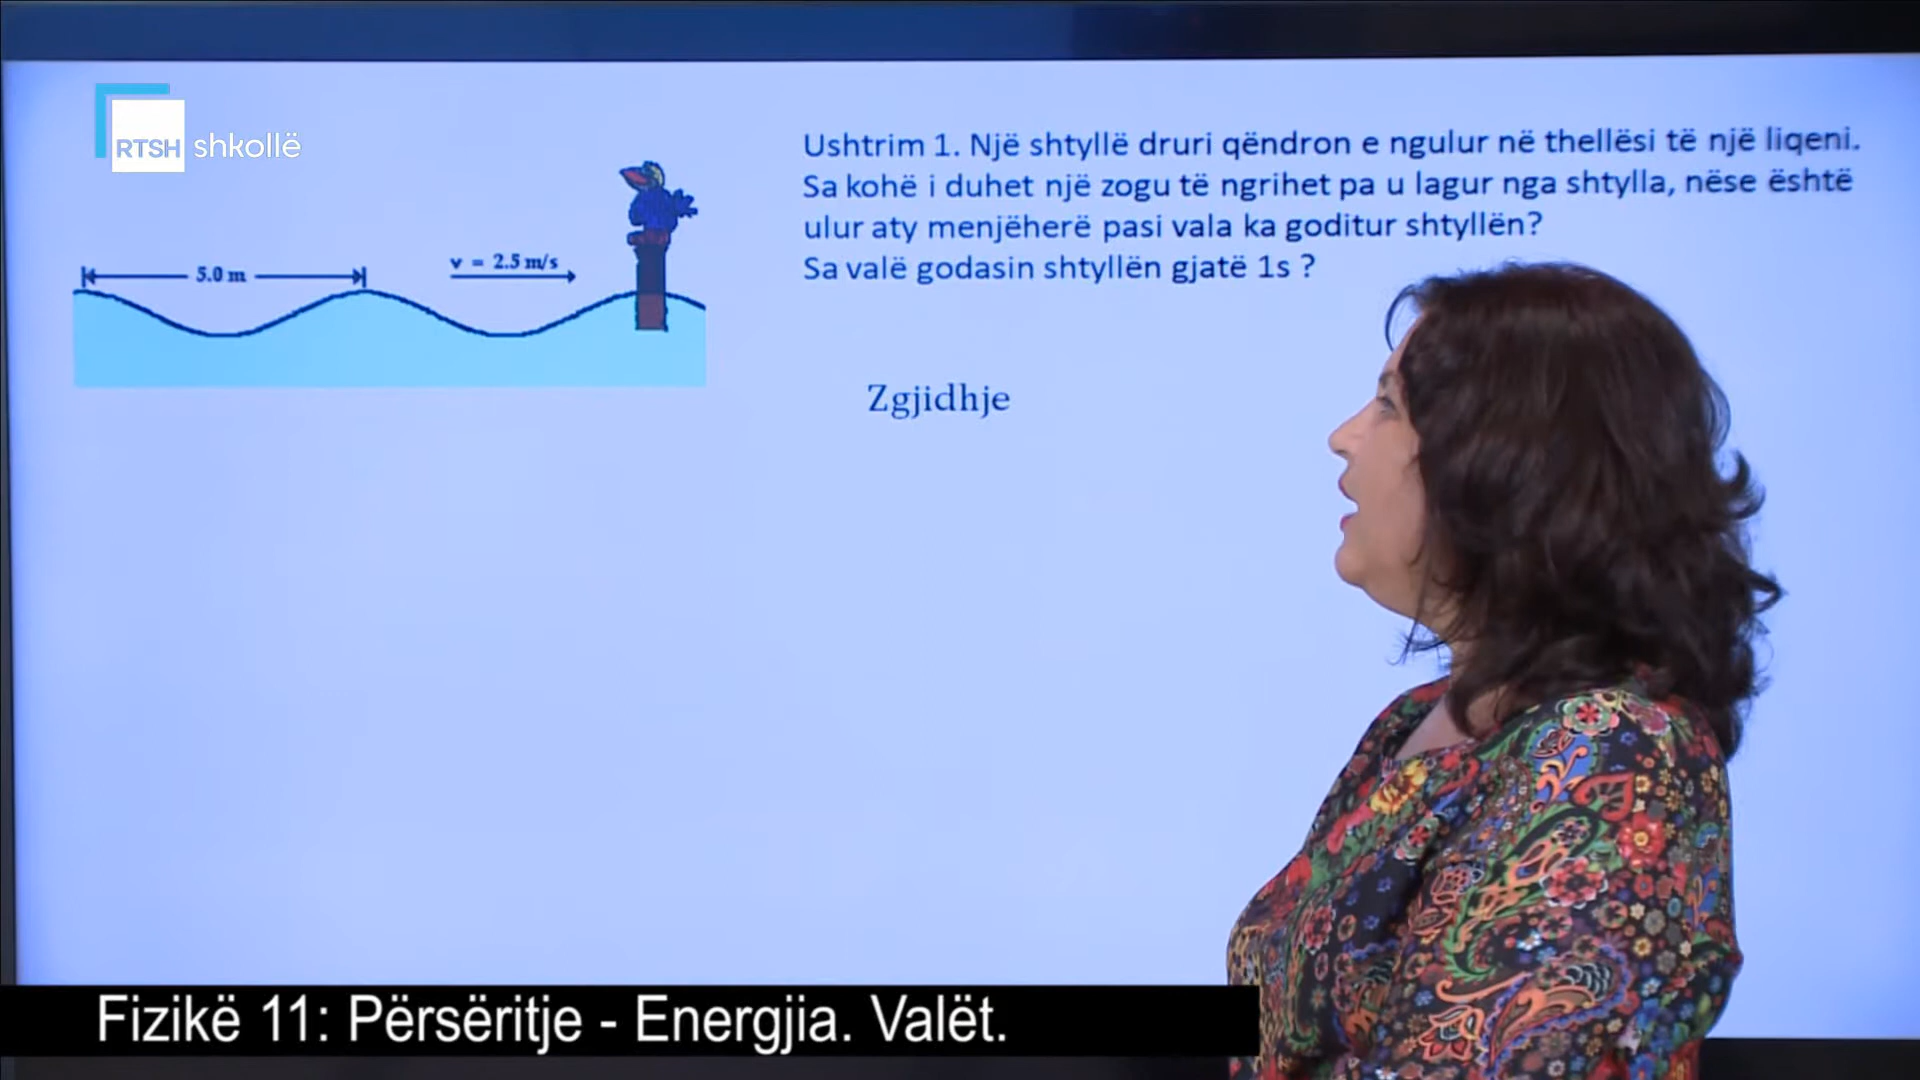 RTSH shkollë
Ushtrim 1. Një shtyllë druri qëndron e ngulur në thellësi të një liqeni.
Sa kohë i duhet një zogu të ngrihet pa u lagur nga shtylla, nëse është
ulur aty menjëherë pasi vala ka goditur shtyllën?
Sa valë godasin shtyllën gjatë 1s ?
5.0 m
v = 2.5 m/s
Zgjidhje
Fizikë 11: Përsëritje - Energjia. Valët.